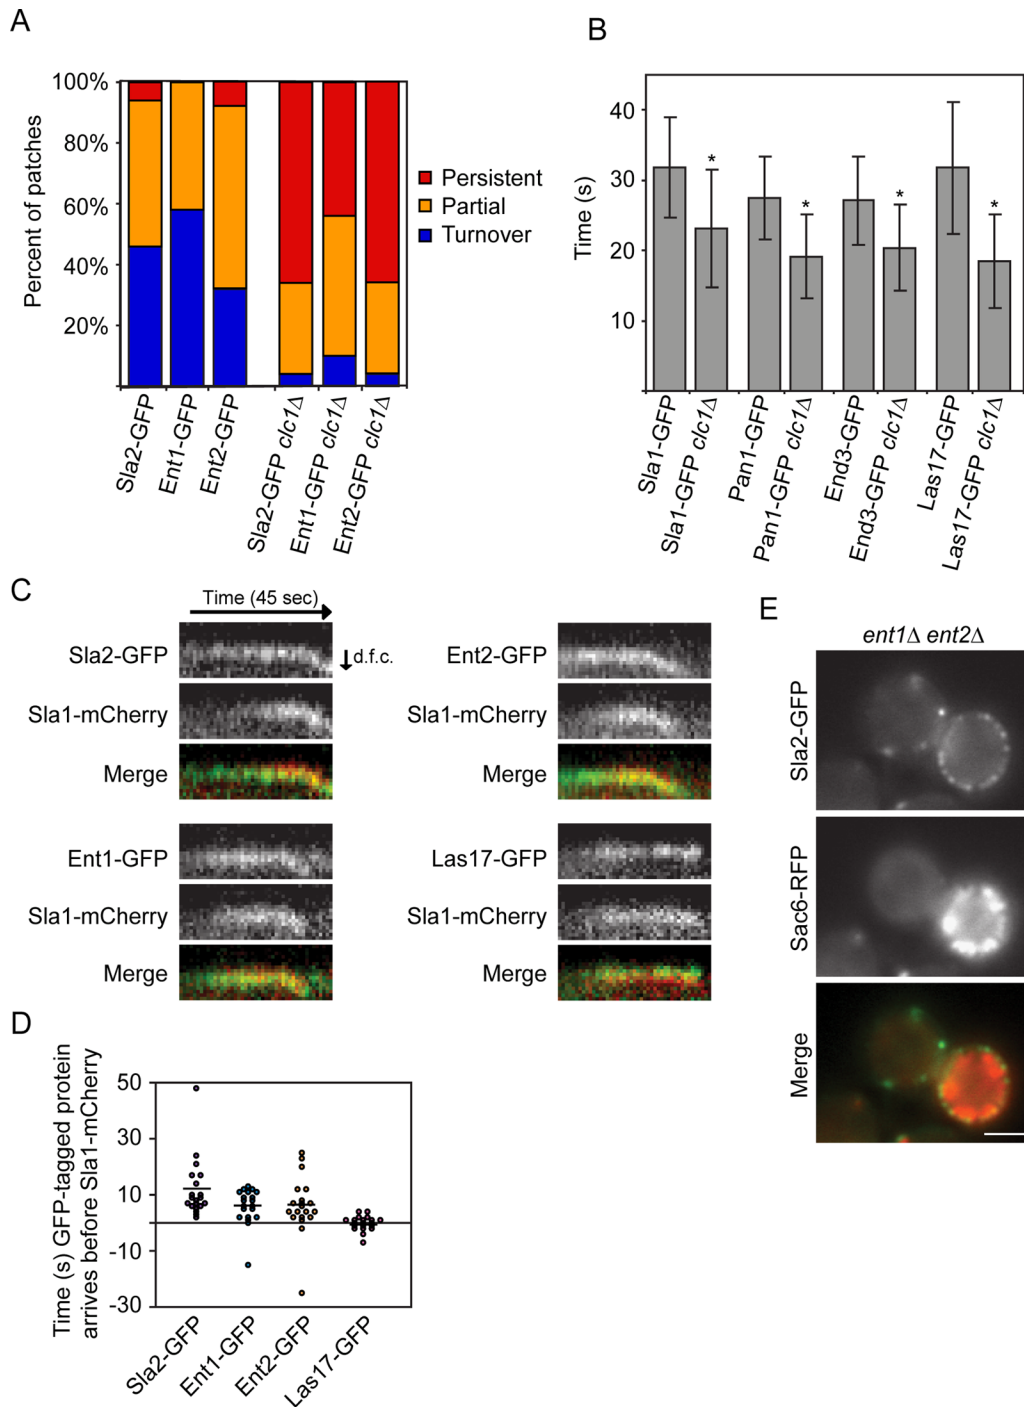 A
Percent of patches
100%
80%
60%
40%
20%
Persistent
Partial
Turnover
Sla2-GFP
Ent1-GFP
Ent2-GFP
Sla2-GFP clc1Δ
Ent1-GFP clc1Δ
Ent2-GFP clc1Δ
B
Time (s)
40
30
20
10
*
*
*
*
Sla1-GFP
Sla1-GFP clc1Δ
Pan1-GFP
Pan1-GFP clc1Δ
End3-GFP
End3-GFP clc1Δ
Las17-GFP
Las17-GFP clc1Δ
C
Time (45 sec)
d.f.c.
Sla2-GFP
Sla1-mCherry
Merge
Ent2-GFP
Sla1-mCherry
Merge
Ent1-GFP
Sla1-mCherry
Merge
Las17-GFP
Sla1-mCherry
Merge
D
Time (s) GFP-tagged protein
arrives before Sla1-mCherry
50
30
10
-10
-30
Sla2-GFP
Ent1-GFP
Ent2-GFP
Las17-GFP
E
ent1Δ ent2Δ
Sla2-GFP
Sac6-RFP
Merge